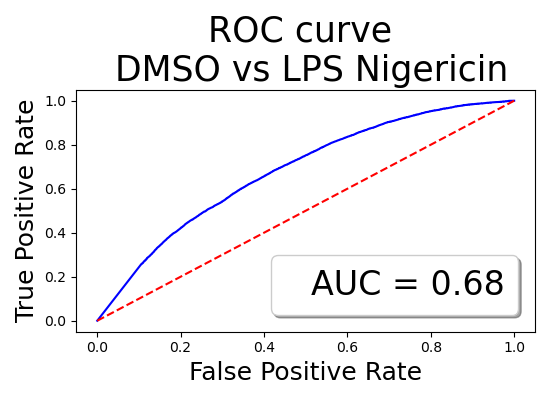 ROC curve
DMSO vs LPS Nigericin
True Positive Rate
1.0
0.8
0.6
0.4
0.2
0.0
AUC = 0.68
0.0 0.2 0.4 0.6 0.8 1.0
False Positive Rate